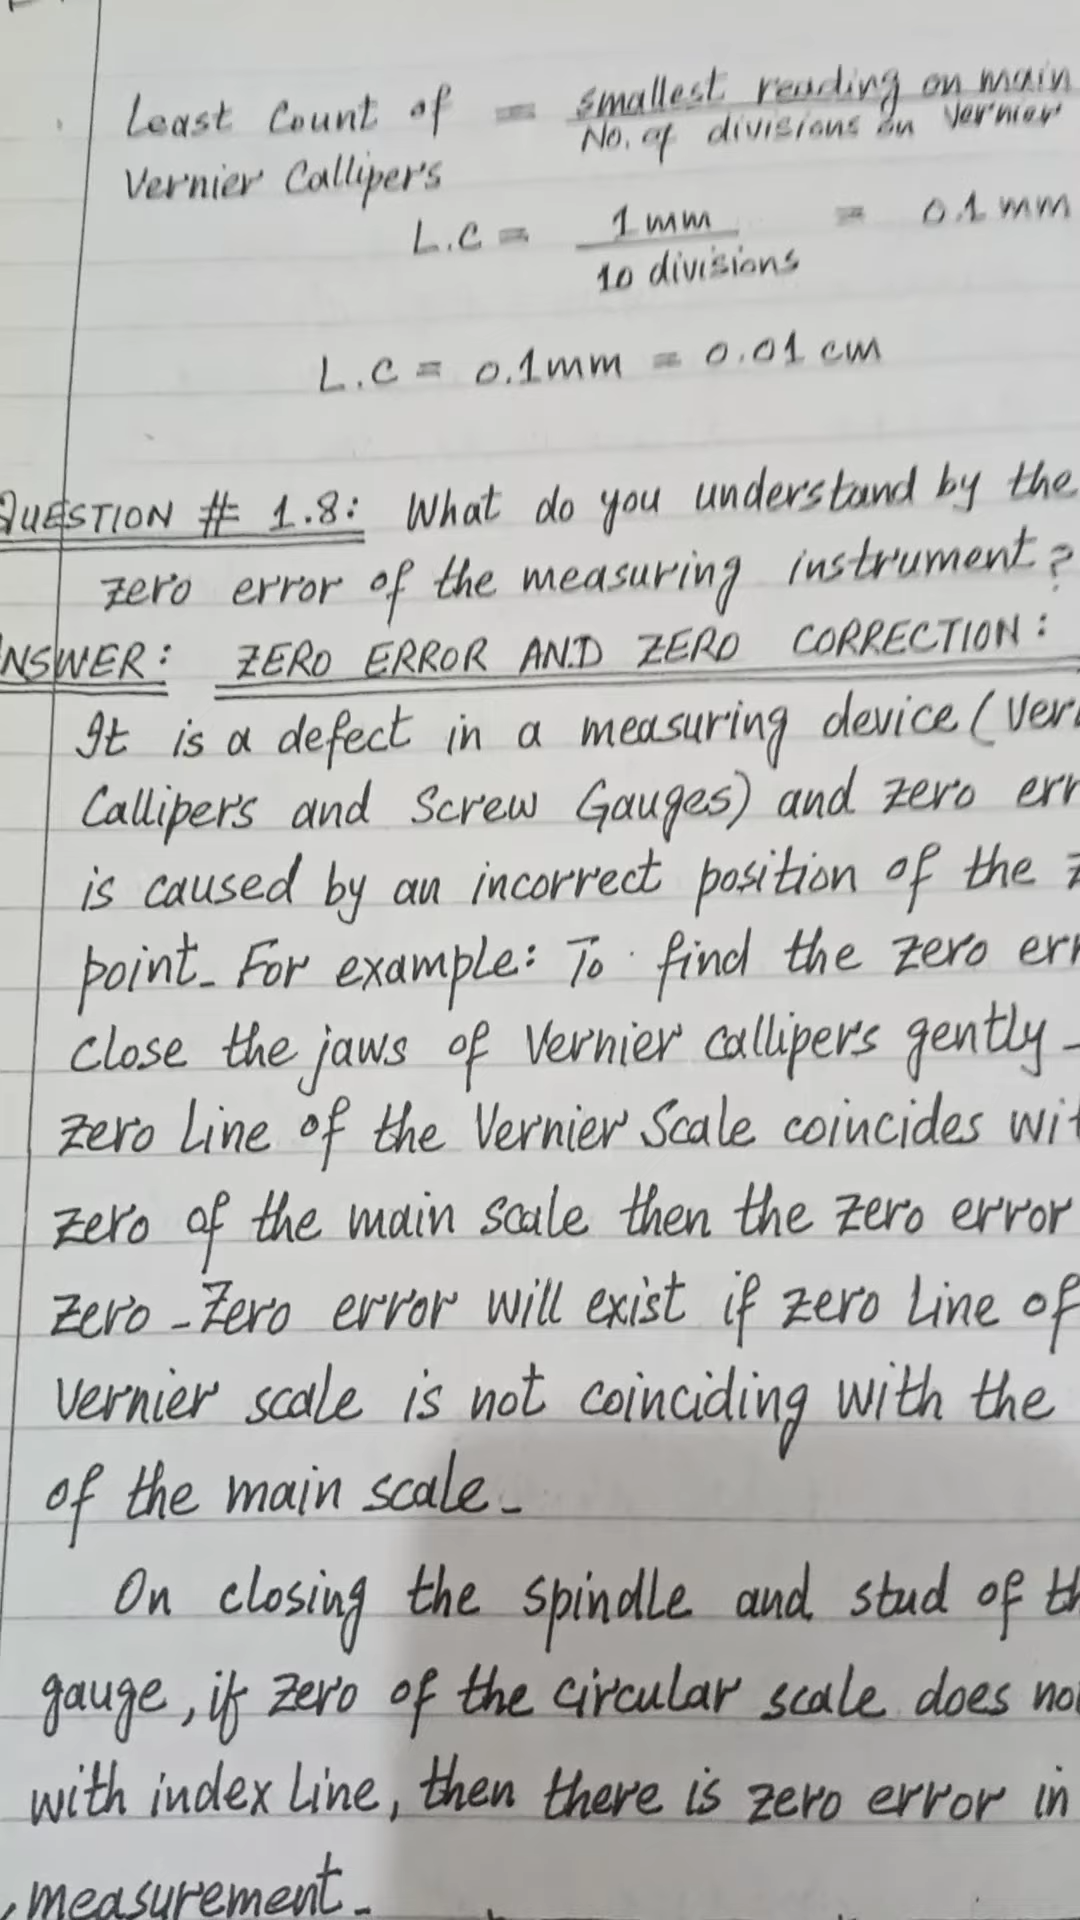 Least Count of = smallest reading on main
Vernier Callipers No. of divisions on Vernier
L.C = 1 mm = 0.1 mm
10 divisions
L.C = 0.1mm = 0.01 cm
QUESTION # 1.8: What do you understand by the
zero error of the measuring instrument?
NSWER: ZERO ERROR AND ZERO CORRECTION:
It is a defect in a measuring device (Ver
Callipers and Screw Gauges) and zero err
is caused by an incorrect position of the z
point_ For example: To find the zero err
close the jaws of Vernier callipers gently_
zero Line of the Vernier Scale coincides wit
zero of the main scale then the zero error
zero_Zero error will exist if zero Line of
vernier scale is not coinciding with the
of the main scale_
On closing the spindle and stud of th
gauge, if zero of the circular scale does no
with index Line, then there is zero error in
measurement_